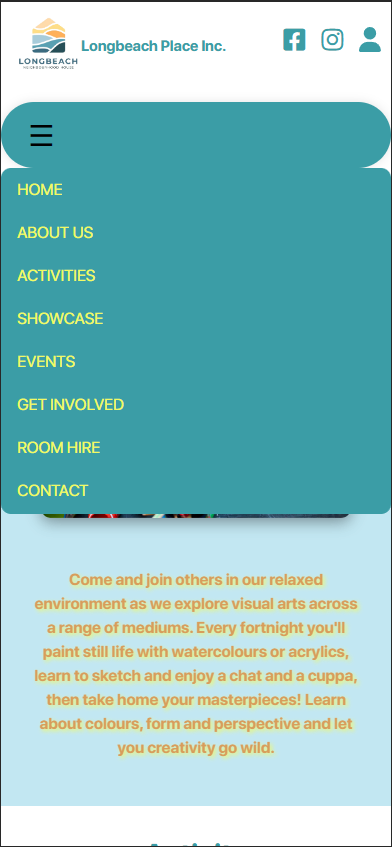 LONGBEACH
NEIGHBOURHOOD HOUSE
Longbeach Place Inc.
HOME
ABOUT US
ACTIVITIES
SHOWCASE
EVENTS
GET INVOLVED
ROOM HIRE
CONTACT
Come and join others in our relaxed
environment as we explore visual arts across
a range of mediums. Every fortnight you'll
paint still life with watercolours or acrylics,
learn to sketch and enjoy a chat and a cuppa,
then take home your masterpieces! Learn
about colours, form and perspective and let
you creativity go wild.